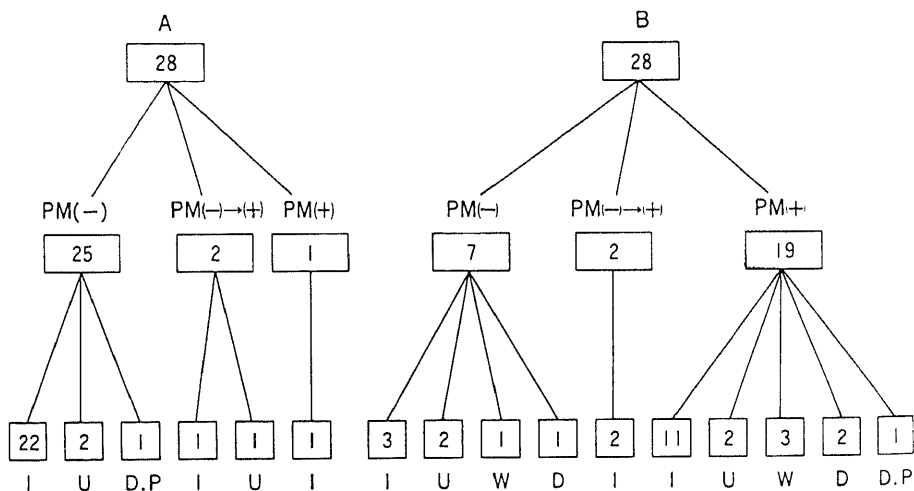 A B
28 28
PM(−) PM(−)→(+) PM(+) PM(−) PM(−)→(+) PM(+)
25 2 1 7 2 19
22 2 1 1 1 1 3 2 1 1 2 11 2 3 2 1
I U D.P I U I I U W D I I U W D D.P